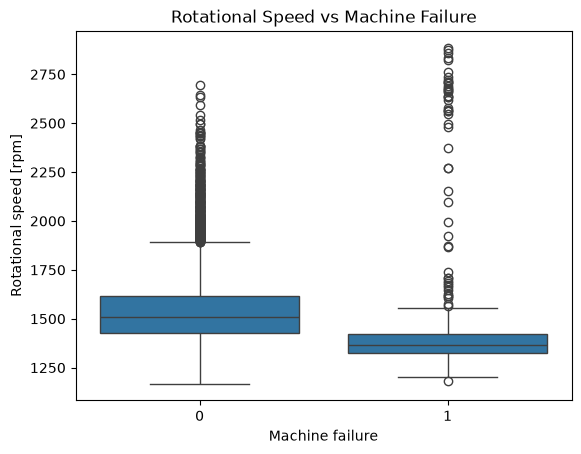 Rotational Speed vs Machine Failure
Rotational speed [rpm]
2750
2500
2250
2000
1750
1500
1250
0 1
Machine failure